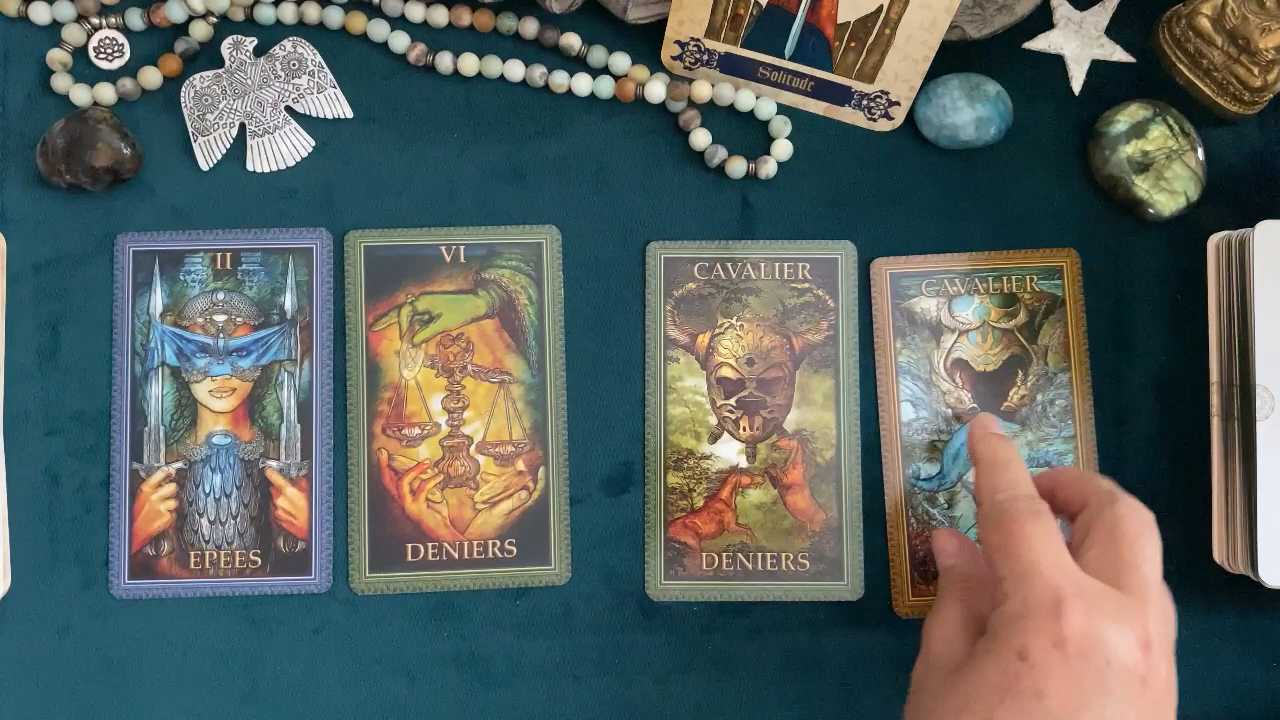 Solitude
II
EPEES
VI
DENIERS
CAVALIER
DENIERS
CAVALIER